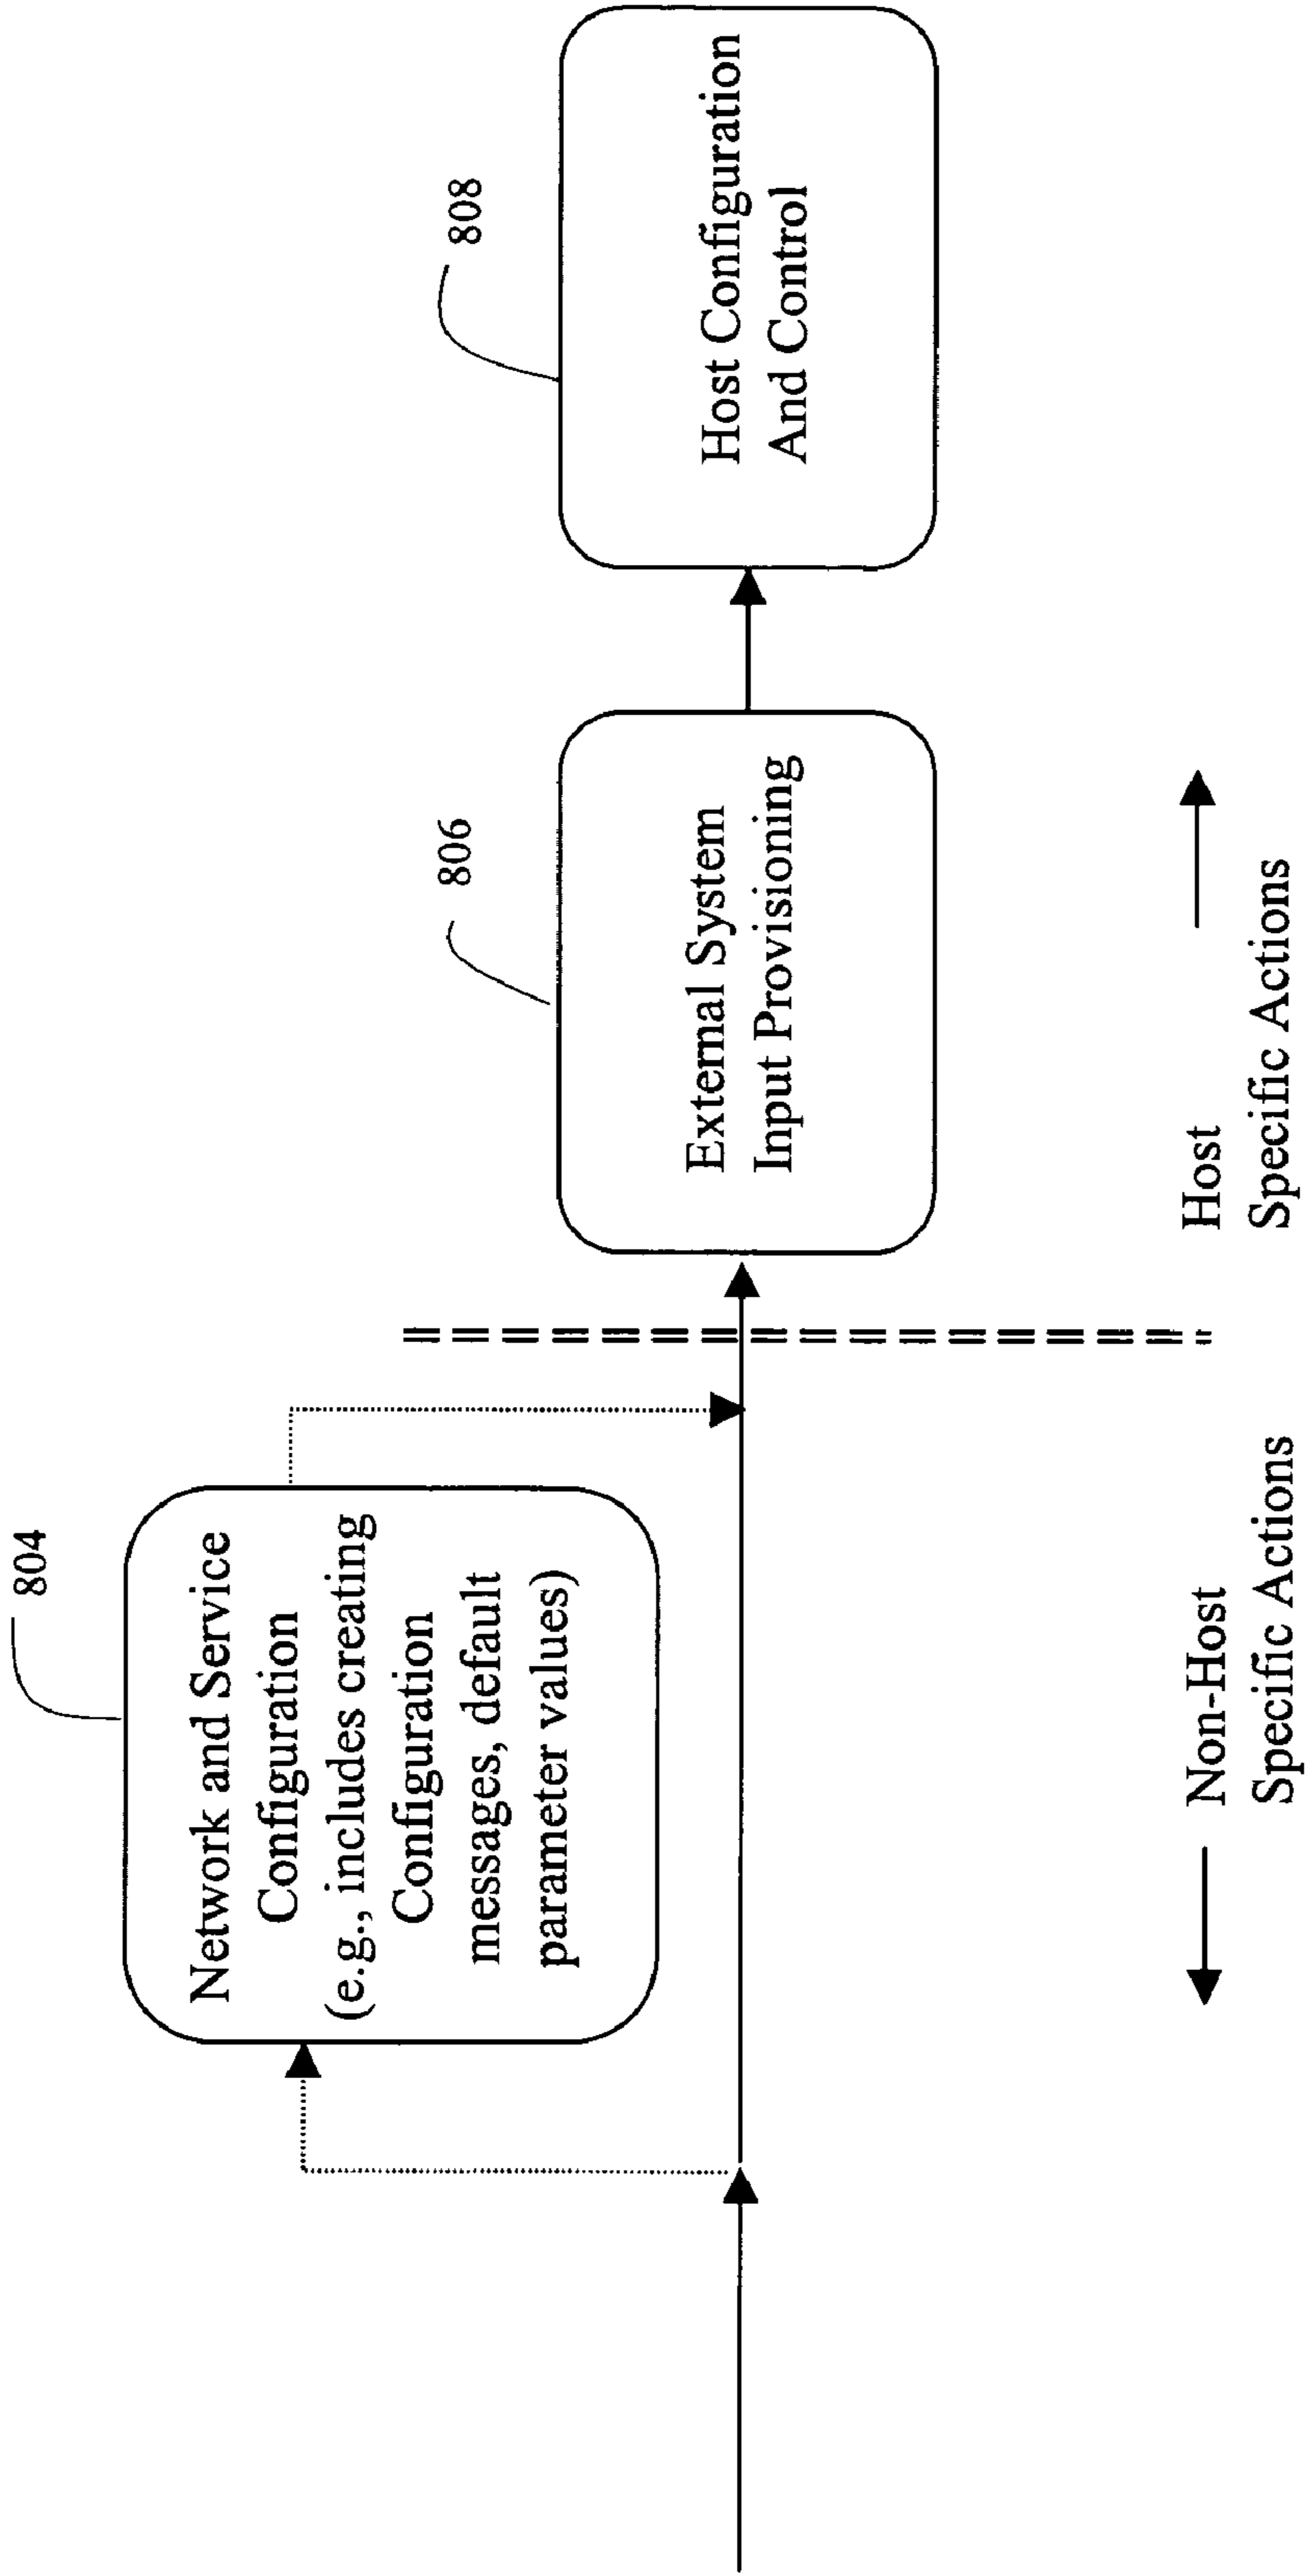 804
Network and Service
Configuration
(e.g., includes creating
Configuration
messages, default
parameter values)
806
External System
Input Provisioning
808
Host Configuration
And Control
Non-Host
Specific Actions
Host
Specific Actions